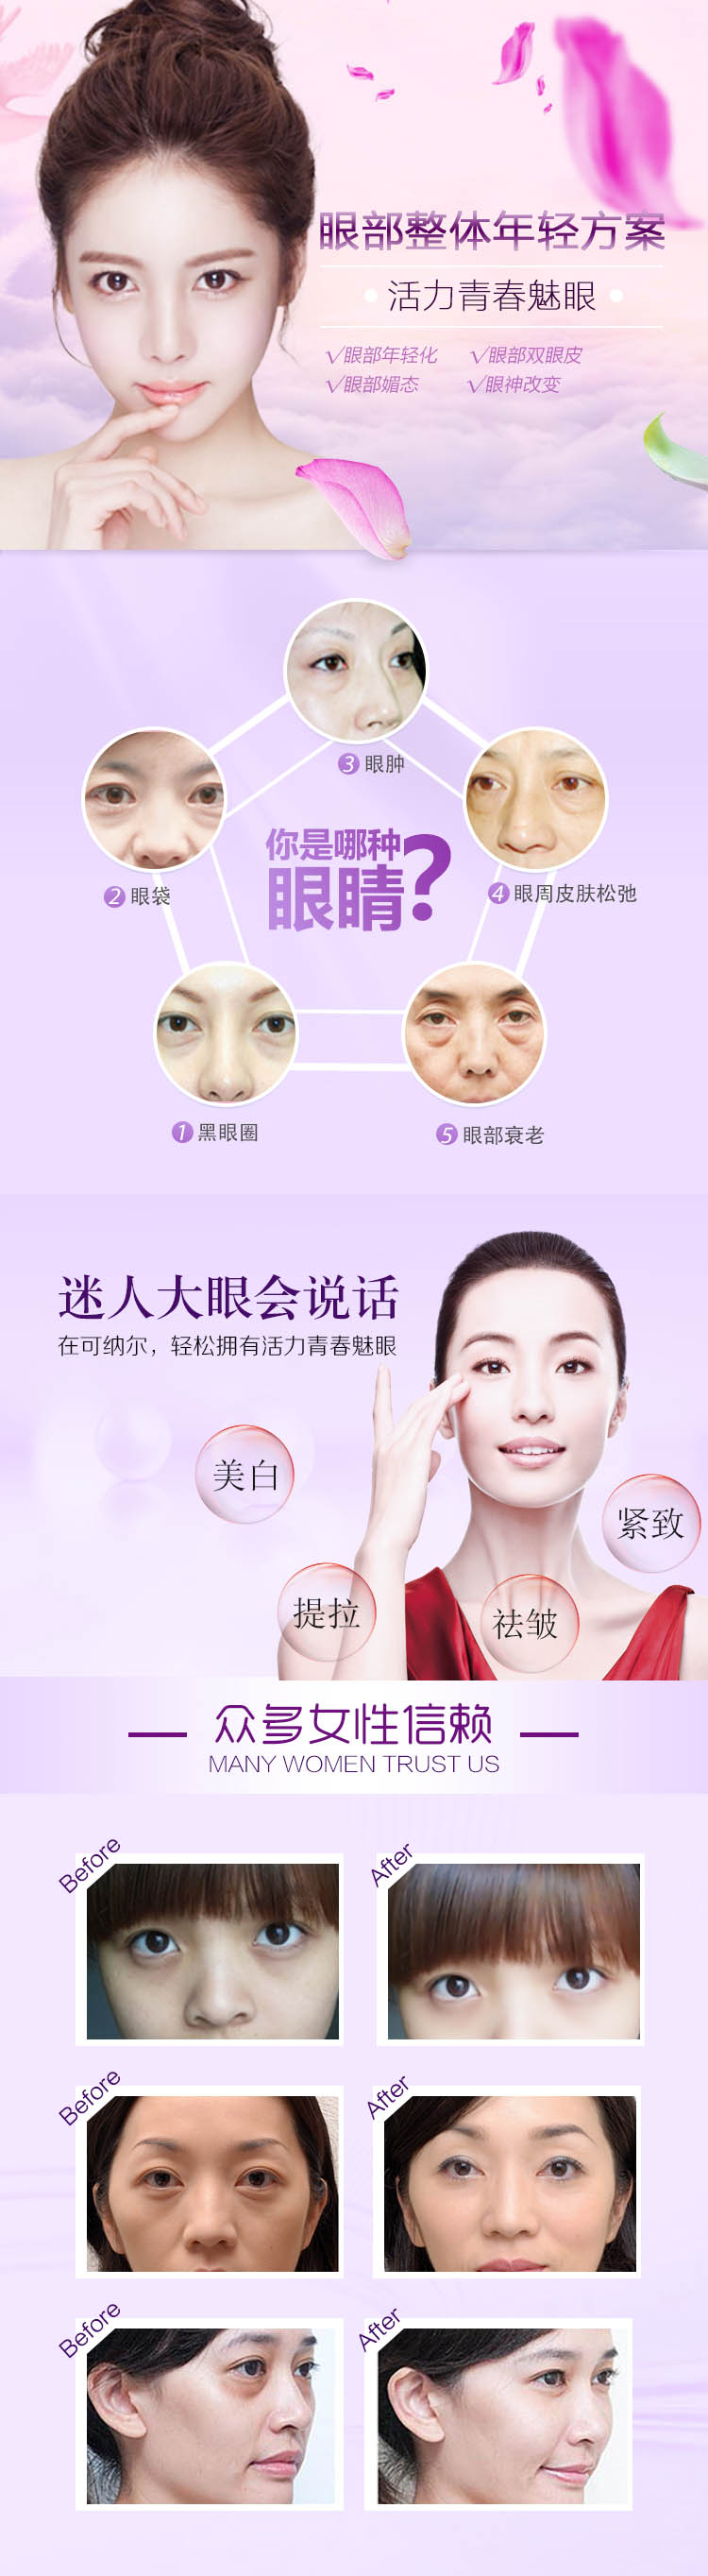 眼部整体年轻方案
活力青春魅眼
√眼部年轻化 √眼部双眼皮
√眼部媚态 √眼神改变
3 眼肿
2 眼袋
4 眼周皮肤松弛
你是哪种
眼睛?
1 黑眼圈
5 眼部衰老
迷人大眼会说话
在可纳尔，轻松拥有活力青春魅眼
美白
紧致
提拉
祛皱
众多女性信赖
MANY WOMEN TRUST US
Before
After
Before
After
Before
After